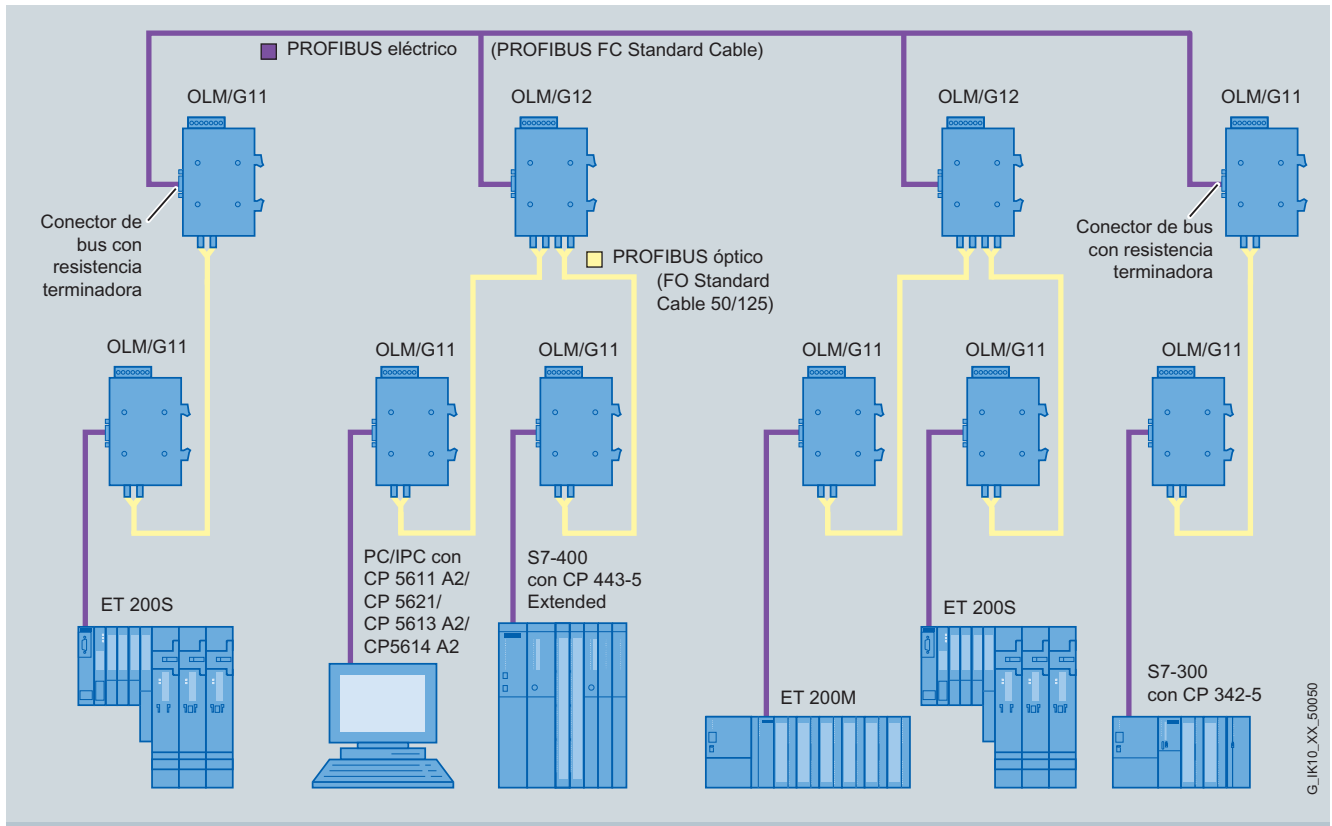 PROFIBUS eléctrico (PROFIBUS FC Standard Cable)
OLM/G11
OLM/G12
OLM/G12
OLM/G11
Conector de
bus con
resistencia
terminadora
PROFIBUS óptico
(FO Standard
Cable 50/125)
Conector de bus
con resistencia
terminadora
OLM/G11
OLM/G11
OLM/G11
OLM/G11
OLM/G11
OLM/G11
ET 200S
PC/IPC con
CP 5611 A2/
CP 5621/
CP 5613 A2/
CP5614 A2
S7-400
con CP 443-5
Extended
ET 200M
ET 200S
S7-300
con CP 342-5
G_IK10_XX_50050